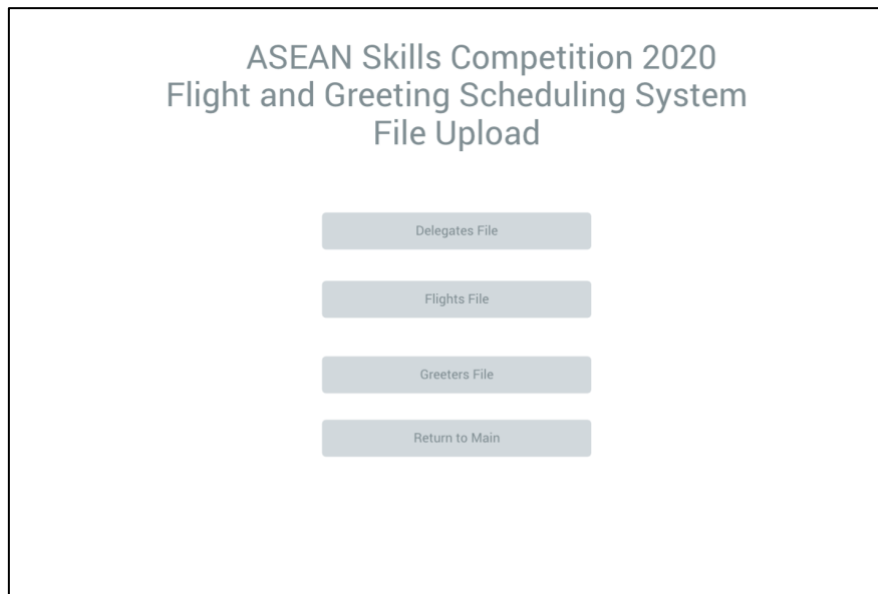 ASEAN Skills Competition 2020
Flight and Greeting Scheduling System
File Upload
Delegates File
Flights File
Greeters File
Return to Main